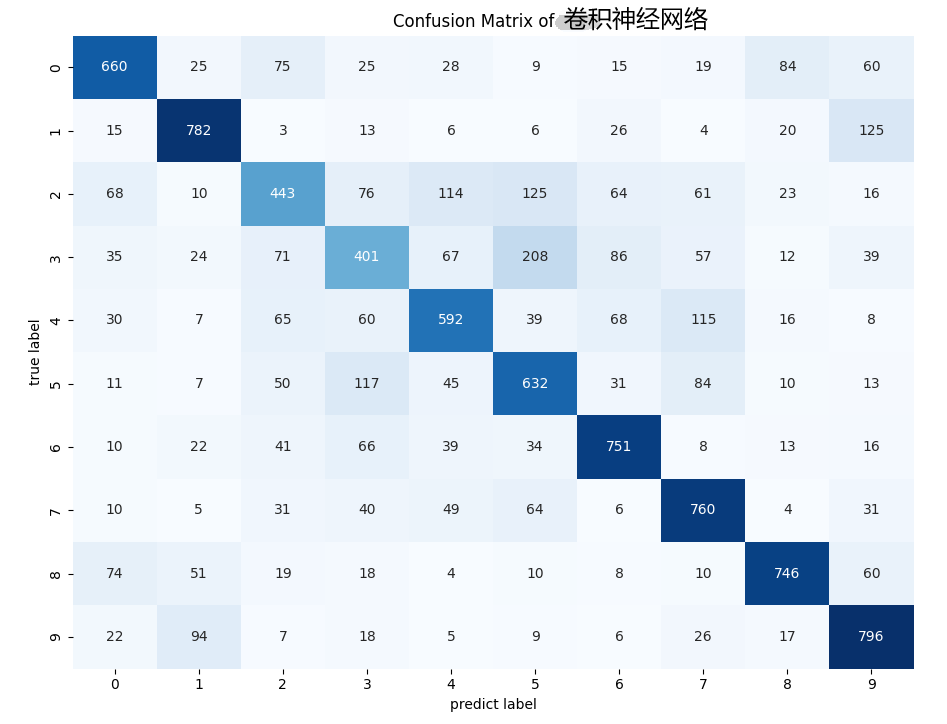 Confusion Matrix of 卷积神经网络
0 660 25 75 25 28 9 15 19 84 60
1 15 782 3 13 6 6 26 4 20 125
2 68 10 443 76 114 125 64 61 23 16
3 35 24 71 401 67 208 86 57 12 39
4 30 7 65 60 592 39 68 115 16 8
true label
5 11 7 50 117 45 632 31 84 10 13
6 10 22 41 66 39 34 751 8 13 16
7 10 5 31 40 49 64 6 760 4 31
8 74 51 19 18 4 10 8 10 746 60
9 22 94 7 18 5 9 6 26 17 796
0 1 2 3 4 5 6 7 8 9
predict label